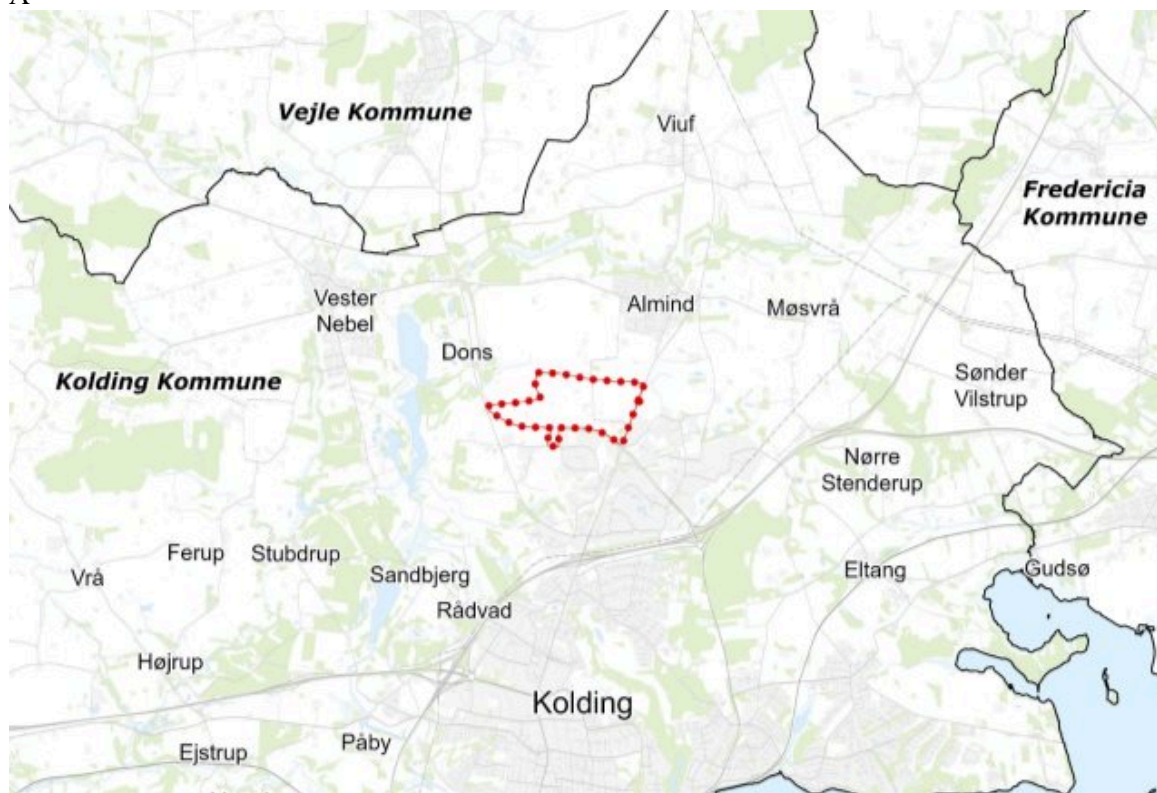 Vejle Kommune
Viuf
Fredericia
Kommune
Vester
Nebel
Almind
Møsvrå
Dons
Kolding Kommune
Sønder
Vilstrup
Nørre
Stenderup
Ferup
Stubdrup
Vrå
Sandbjerg
Eltang
Gudsø
Rådvad
Højrup
Kolding
Påby
Ejstrup